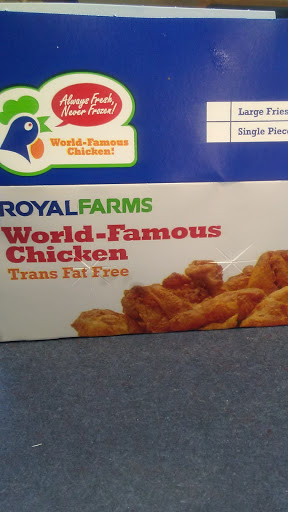 Always Fresh,
Never Frozen!
World-Famous
Chicken!
Large Fries
Single Piece
ROYAL FARMS
World-Famous
Chicken
Trans Fat Free